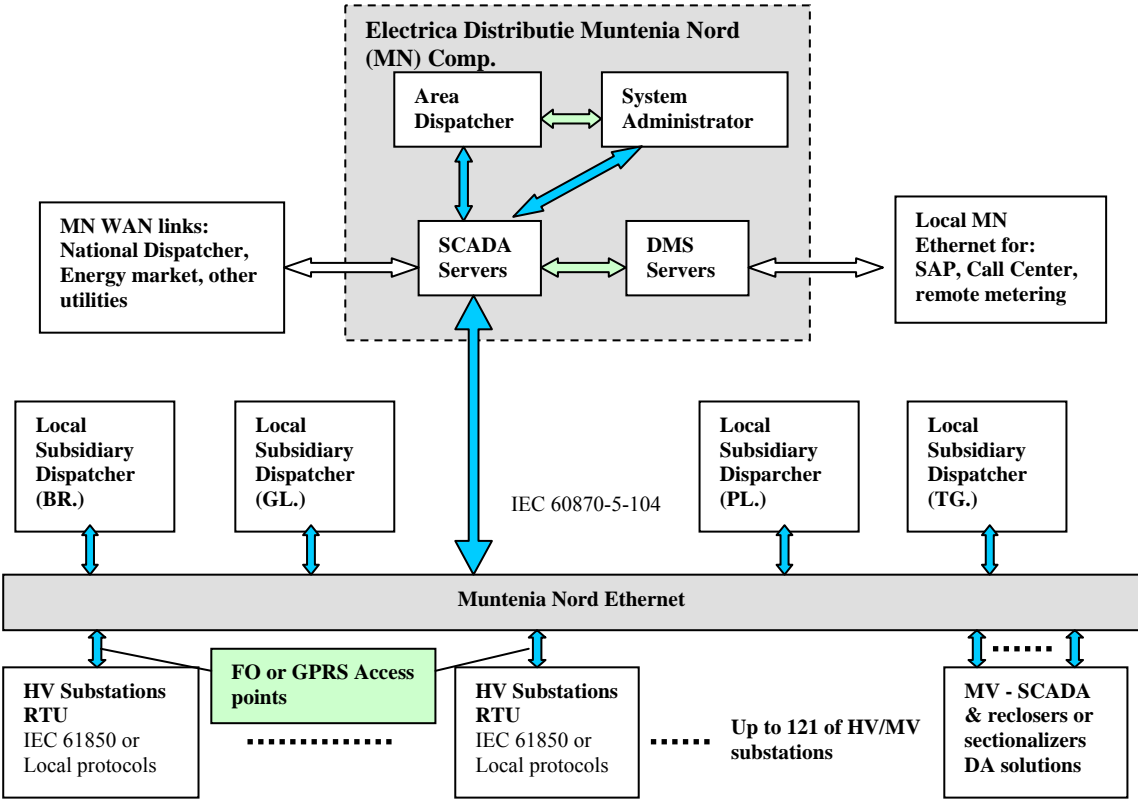 Electrica Distributie Muntenia Nord
(MN) Comp.
Area
Dispatcher
System
Administrator
MN WAN links:
National Dispatcher,
Energy market, other
utilities
SCADA
Servers
DMS
Servers
Local MN
Ethernet for:
SAP, Call Center,
remote metering
Local
Subsidiary
Dispatcher
(BR.)
Local
Subsidiary
Dispatcher
(GL.)
IEC 60870-5-104
Local
Subsidiary
Disparcher
(PL.)
Local
Subsidiary
Dispatcher
(TG.)
Muntenia Nord Ethernet
HV Substations
RTU
IEC 61850 or
Local protocols
FO or GPRS Access
points
HV Substations
RTU
IEC 61850 or
Local protocols
Up to 121 of HV/MV
substations
MV - SCADA
& reclosers or
sectionalizers
DA solutions